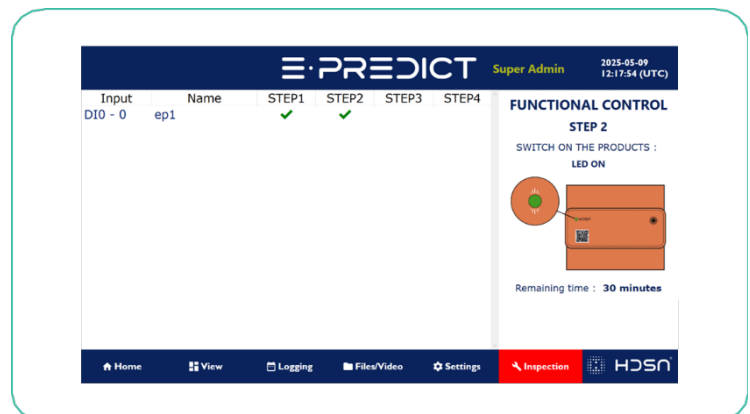 E·PREDICT Super Admin 2025-05-09
12:17:54 (UTC)
Input Name STEP1 STEP2 STEP3 STEP4
DI0 - 0 ep1
FUNCTIONAL CONTROL
STEP 2
SWITCH ON THE PRODUCTS :
LED ON
Remaining time : 30 minutes
Home View Logging Files/Video Settings Inspection HDSN